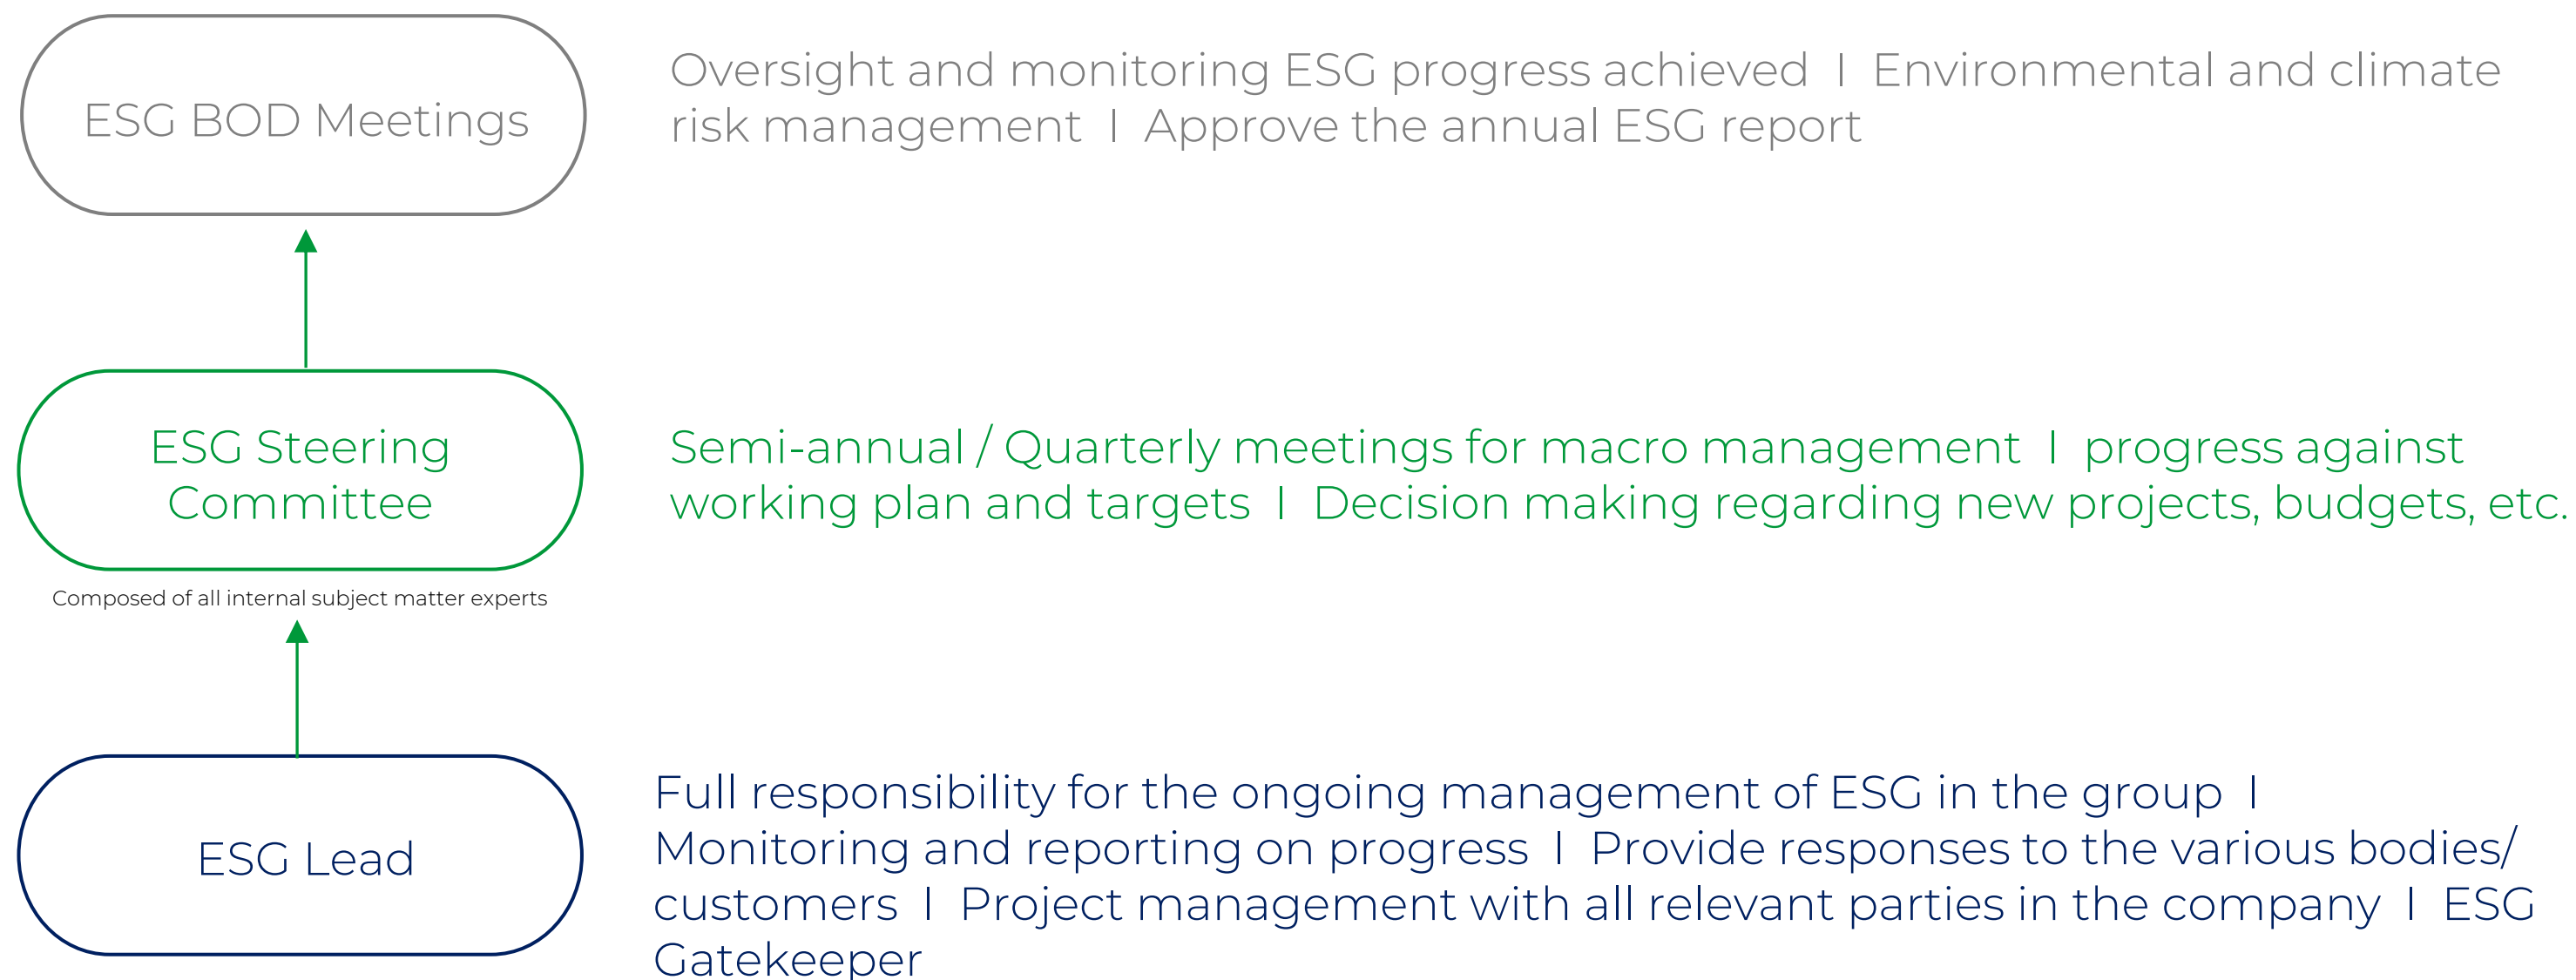 ESG BOD Meetings
Oversight and monitoring ESG progress achieved I Environmental and climate
risk management I Approve the annual ESG report
ESG Steering
Committee
Composed of all internal subject matter experts
Semi-annual / Quarterly meetings for macro management I progress against
working plan and targets I Decision making regarding new projects, budgets, etc.
ESG Lead
Full responsibility for the ongoing management of ESG in the group I
Monitoring and reporting on progress I Provide responses to the various bodies/
customers I Project management with all relevant parties in the company I ESG
Gatekeeper